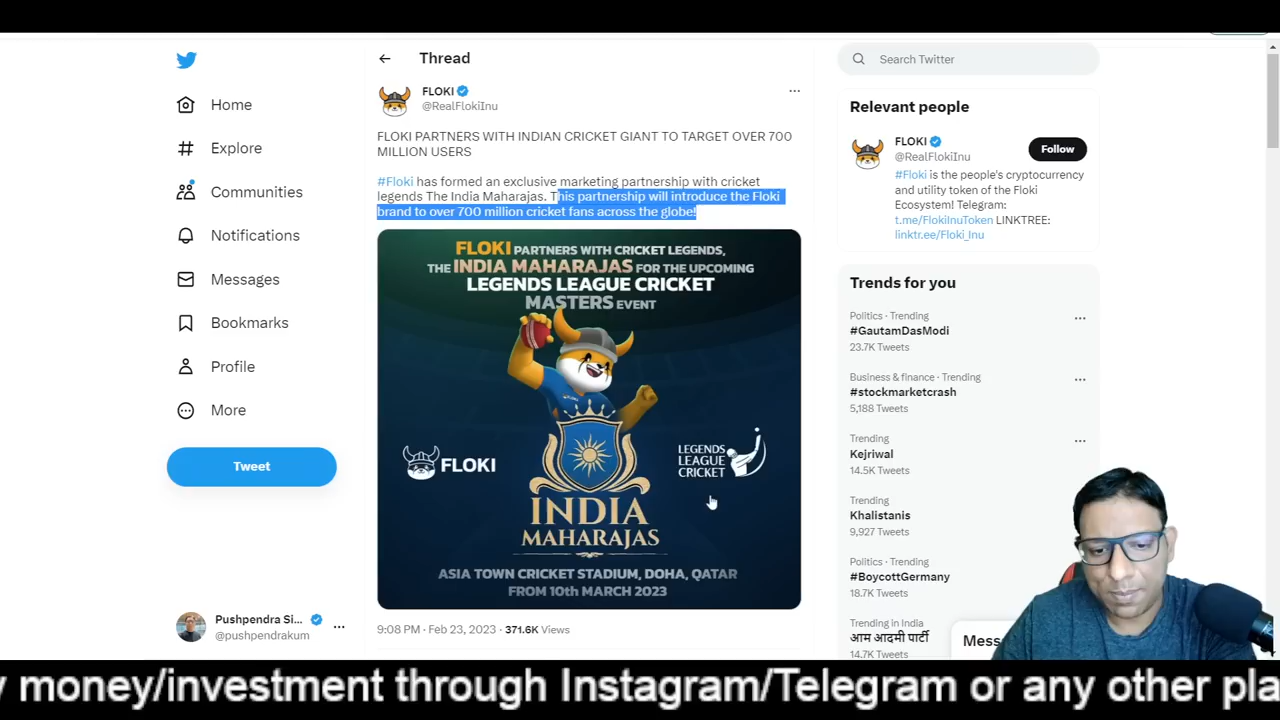 Thread
FLOKI
@RealFlokiInu
FLOKI PARTNERS WITH INDIAN CRICKET GIANT TO TARGET OVER 700
MILLION USERS
#Floki has formed an exclusive marketing partnership with cricket
legends The India Maharajas. This partnership will introduce the Floki
brand to over 700 million cricket fans across the globe!
FLOKI PARTNERS WITH CRICKET LEGENDS,
THE INDIA MAHARAJAS FOR THE UPCOMING
LEGENDS LEAGUE CRICKET
MASTERS EVENT
FLOKI
LEGENDS
LEAGUE
CRICKET
INDIA
MAHARAJAS
ASIA TOWN CRICKET STADIUM, DOHA, QATAR
FROM 10th MARCH 2023
9:08 PM · Feb 23, 2023 · 371.6K Views
Home
Explore
Communities
Notifications
Messages
Bookmarks
Profile
More
Tweet
Pushpendra Si...
@pushpendrakum
Search Twitter
Relevant people
FLOKI
@RealFlokiInu
Follow
#Floki is the people's cryptocurrency
and utility token of the Floki
Ecosystem! Telegram:
t.me/FlokiInuToken LINKTREE:
linktr.ee/Floki_Inu
Trends for you
Politics · Trending
#GautamDasModi
23.7K Tweets
Business & finance · Trending
#stockmarketcrash
5,188 Tweets
Trending
Kejriwal
14.5K Tweets
Trending
Khalistanis
9,927 Tweets
Politics · Trending
#BoycottGermany
18.7K Tweets
Trending in India
आम आदमी पार्टी
14.7K Tweets
Mess
y money/investment through Instagram/Telegram or any other pla